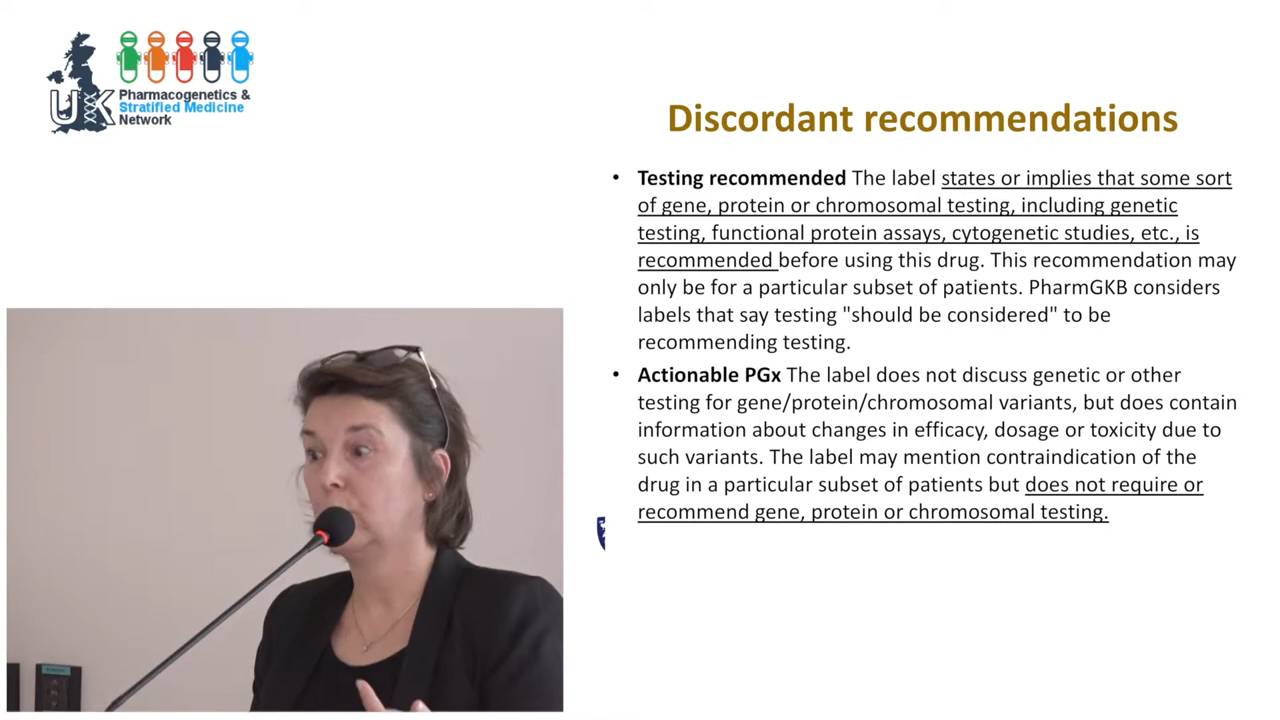 UK
Pharmacogenetics &
Stratified Medicine
Network
Discordant recommendations
• Testing recommended The label states or implies that some sort
of gene, protein or chromosomal testing, including genetic
testing, functional protein assays, cytogenetic studies, etc., is
recommended before using this drug. This recommendation may
only be for a particular subset of patients. PharmGKB considers
labels that say testing "should be considered" to be
recommending testing.
• Actionable PGx The label does not discuss genetic or other
testing for gene/protein/chromosomal variants, but does contain
information about changes in efficacy, dosage or toxicity due to
such variants. The label may mention contraindication of the
drug in a particular subset of patients but does not require or
recommend gene, protein or chromosomal testing.